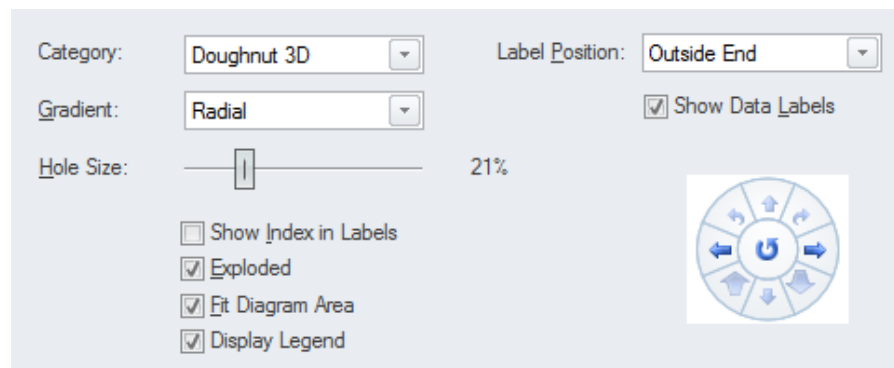 Category: Doughnut 3D Label Position: Outside End
Gradient: Radial Show Data Labels
Hole Size: 21%
Show Index in Labels
Exploded
Fit Diagram Area
Display Legend